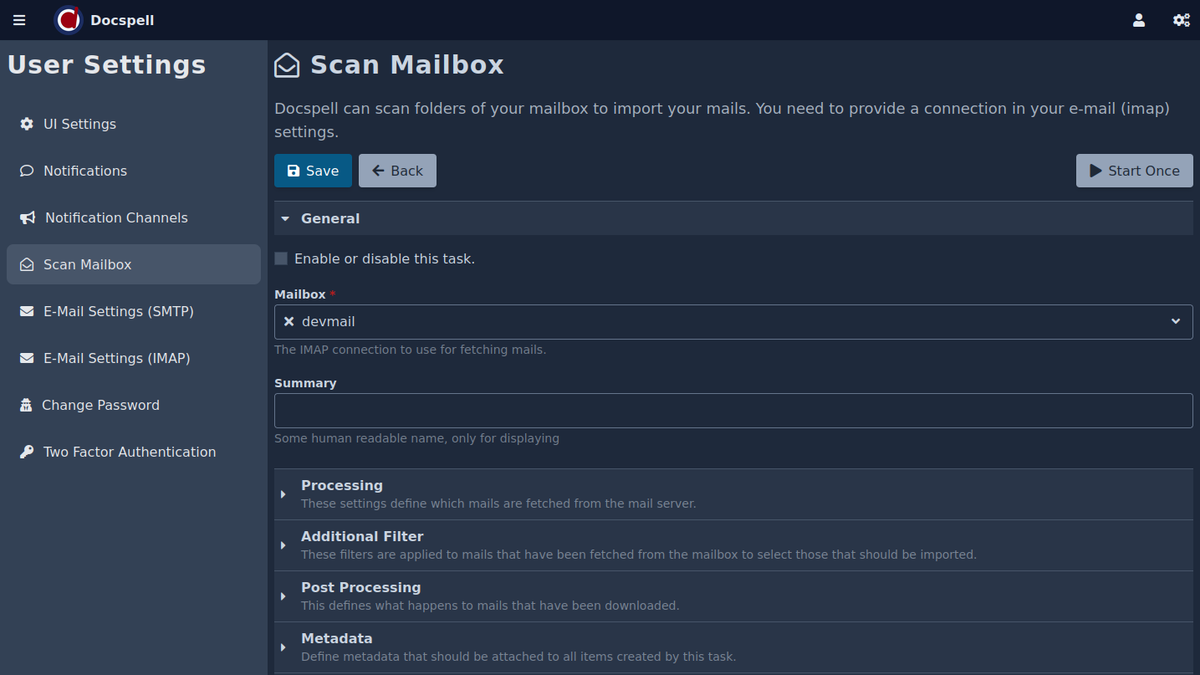 Docspell
User Settings
UI Settings
Notifications
Notification Channels
Scan Mailbox
E-Mail Settings (SMTP)
E-Mail Settings (IMAP)
Change Password
Two Factor Authentication
Scan Mailbox
Docspell can scan folders of your mailbox to import your mails. You need to provide a connection in your e-mail (imap)
settings.
Save
Back
Start Once
General
Enable or disable this task.
Mailbox *
devmail
The IMAP connection to use for fetching mails.
Summary
Some human readable name, only for displaying
Processing
These settings define which mails are fetched from the mail server.
Additional Filter
These filters are applied to mails that have been fetched from the mailbox to select those that should be imported.
Post Processing
This defines what happens to mails that have been downloaded.
Metadata
Define metadata that should be attached to all items created by this task.